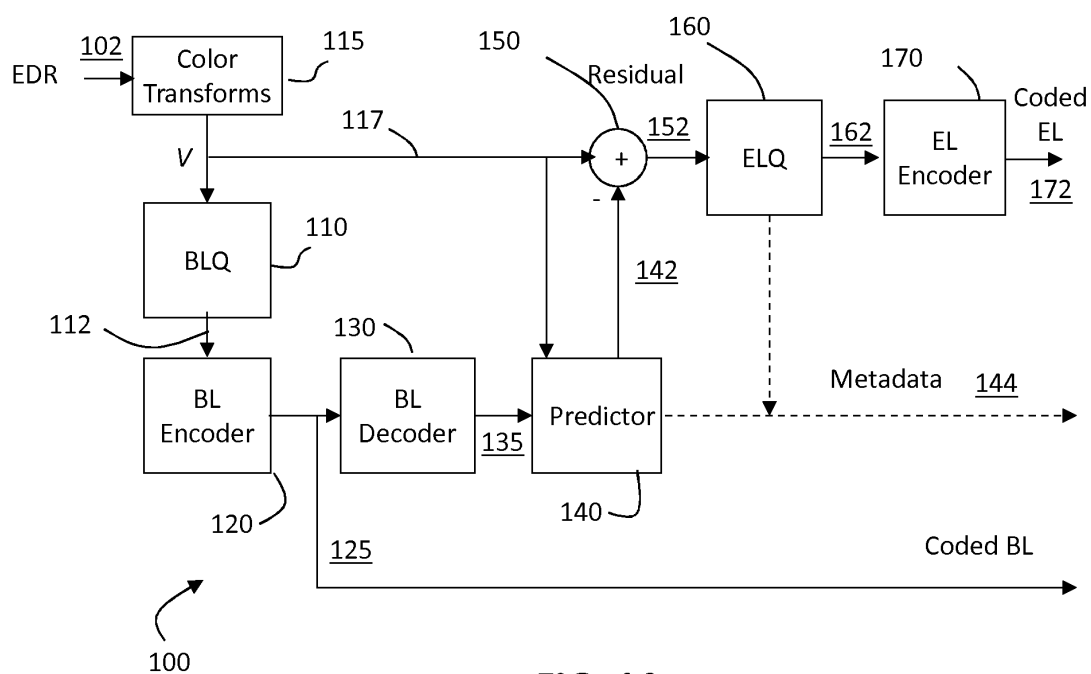 EDR
102
Color
Transforms
115
150
Residual
160
170
Coded
EL
V
117
+
-
152
ELQ
162
EL
Encoder
172
BLQ
110
142
112
BL
Encoder
120
130
BL
Decoder
135
Predictor
140
Metadata
144
125
Coded BL
100